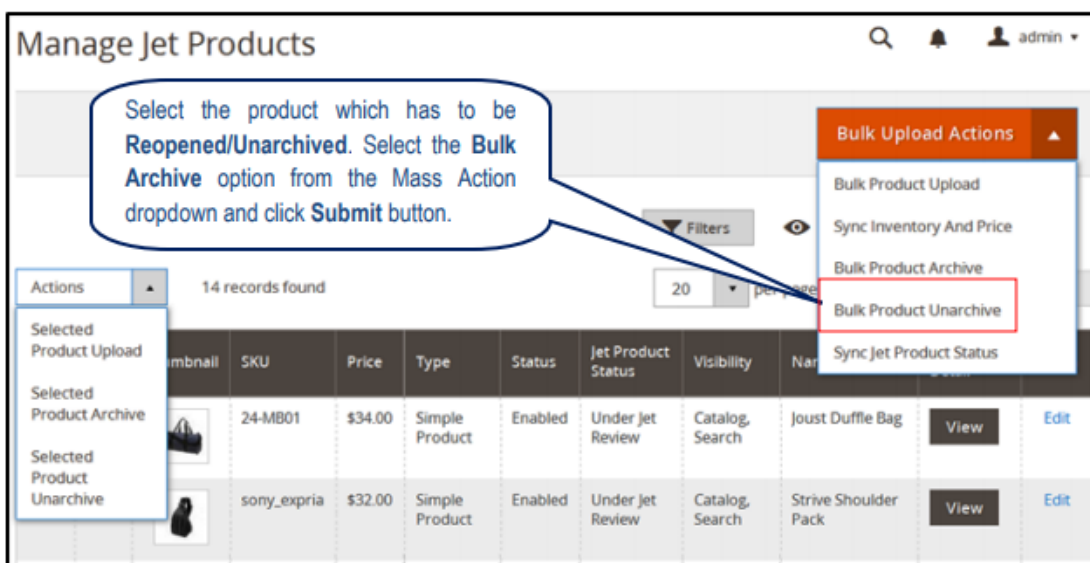 Manage Jet Products
admin
Select the product which has to be
Reopened/Unarchived. Select the Bulk
Archive option from the Mass Action
dropdown and click Submit button.
Bulk Upload Actions
Bulk Product Upload
Sync Inventory And Price
Bulk Product Archive
Bulk Product Unarchive
Sync Jet Product Status
Filters
Actions
14 records found
20
per page
Selected
Product Upload
Selected
Product Archive
Selected
Product
Unarchive
SKU Price Type Status Jet Product Status Visibility
24-MB01 $34.00 Simple Product Enabled Under Jet Review Catalog, Search Joust Duffle Bag View Edit
sony_expria $32.00 Simple Product Enabled Under Jet Review Catalog, Search Strive Shoulder Pack View Edit